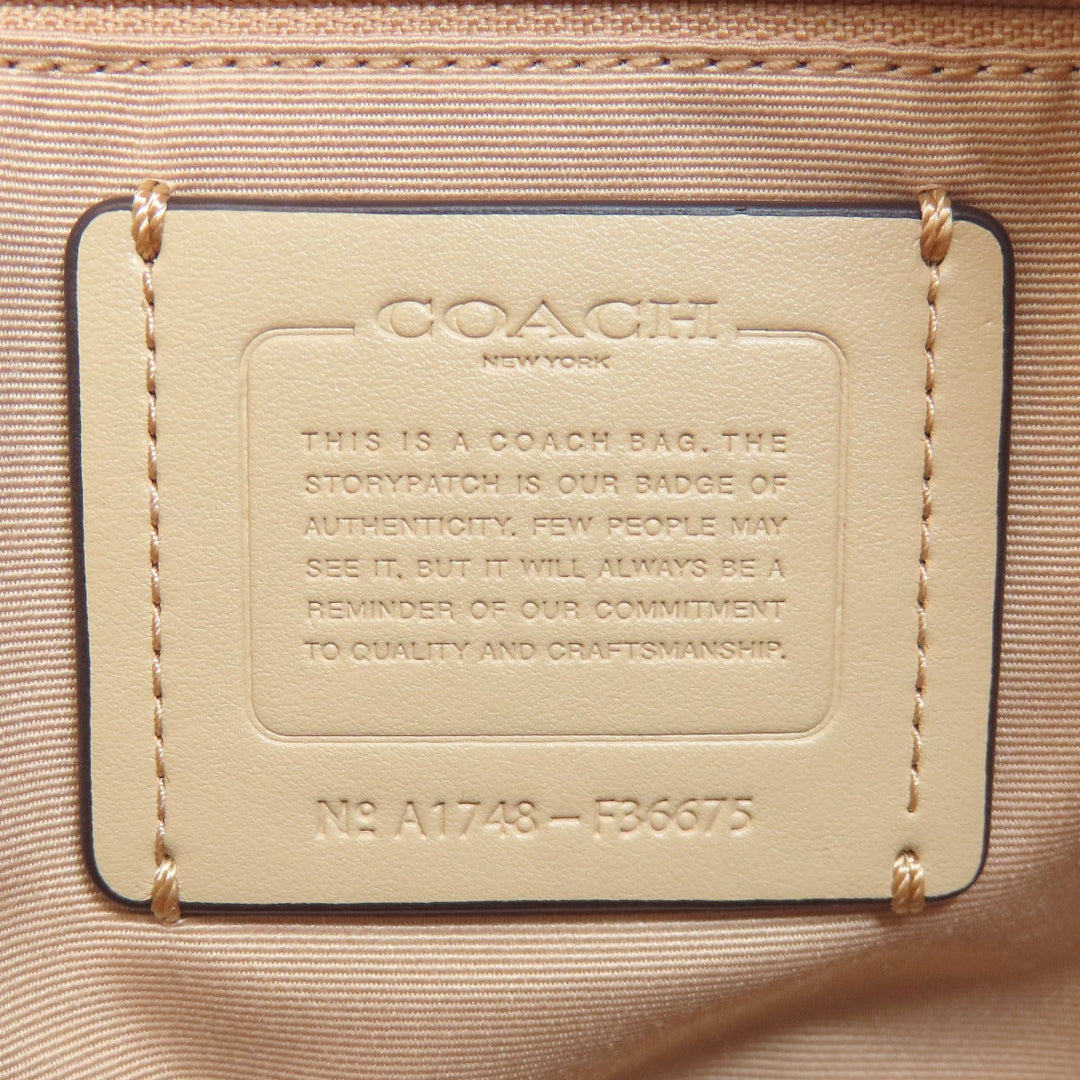 COACH
NEW YORK
THIS IS A COACH BAG. THE
STORYPATCH IS OUR BADGE OF
AUTHENTICITY. FEW PEOPLE MAY
SEE IT, BUT IT WILL ALWAYS BE A
REMINDER OF OUR COMMITMENT
TO QUALITY AND CRAFTSMANSHIP.
Nº A1748-F36675